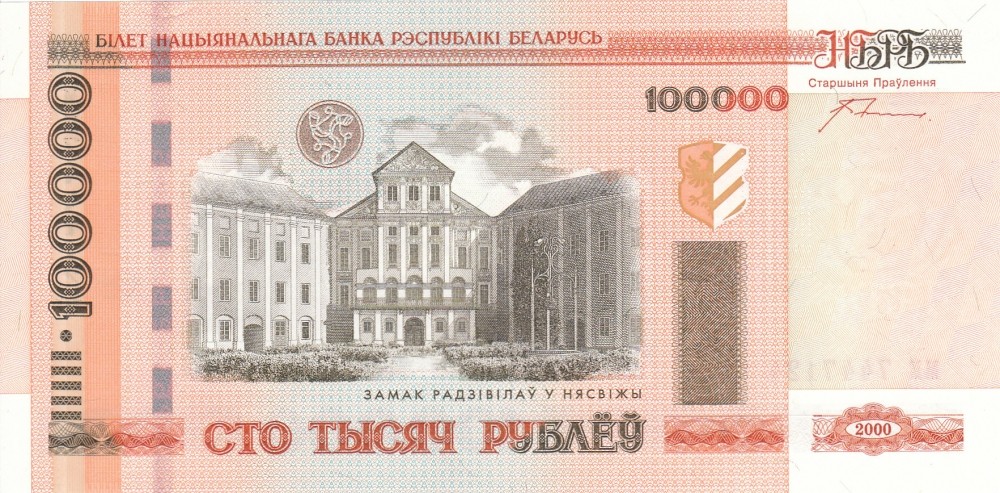 БІЛЕТ НАЦЫЯНАЛЬНАГА БАНКА РЭСПУБЛІКІ БЕЛАРУСЬ
НБРБ
Старшыня Праўлення
100000
100000
ЗАМАК РАДЗІВІЛАЎ У НЯСВІЖЫ
СТО ТЫСЯЧ РУБЛЁЎ
2000